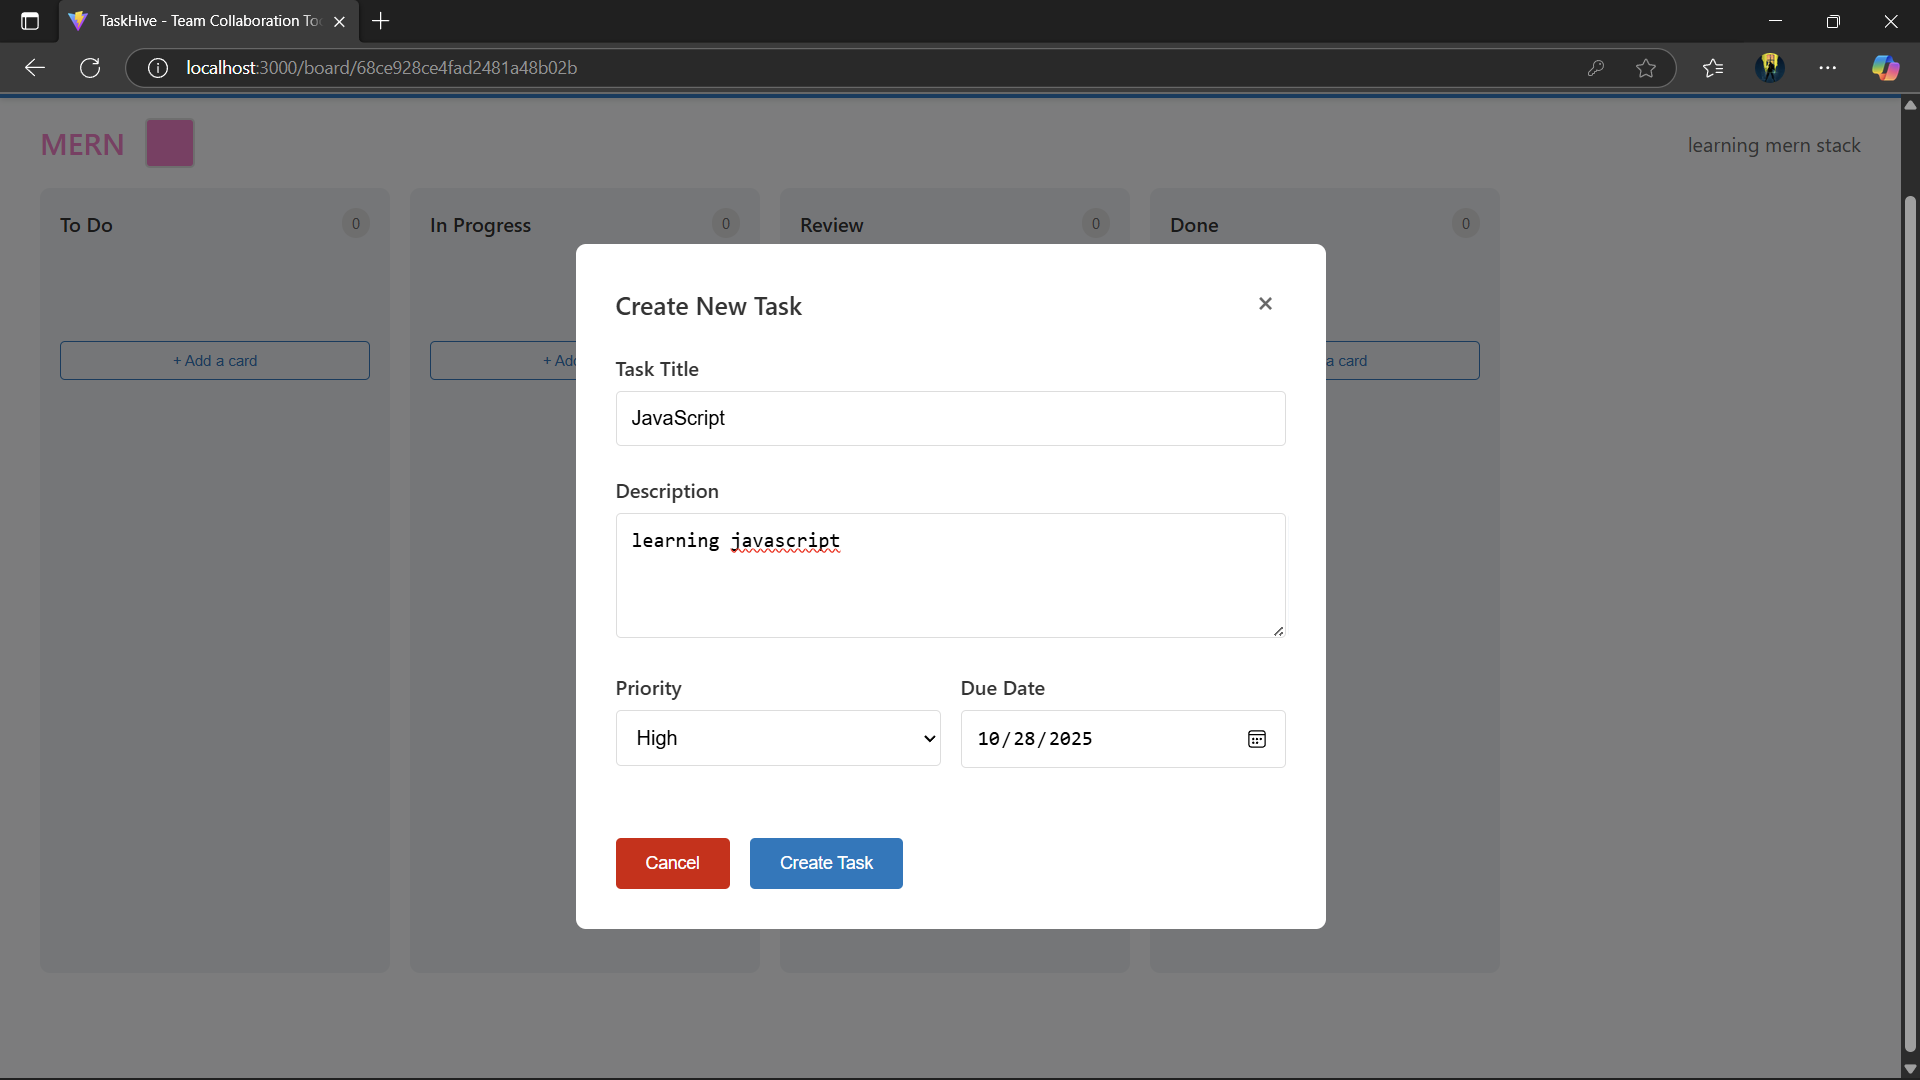 TaskHive - Team Collaboration To
localhost:3000/board/68ce928ce4fad2481a48b02b
MERN
learning mern stack
To Do 0
In Progress 0
Review 0
Done 0
+ Add a card
+ Ad
a card
Create New Task ×
Task Title
JavaScript
Description
learning javascript
Priority
Due Date
High
10/28/2025
Cancel
Create Task